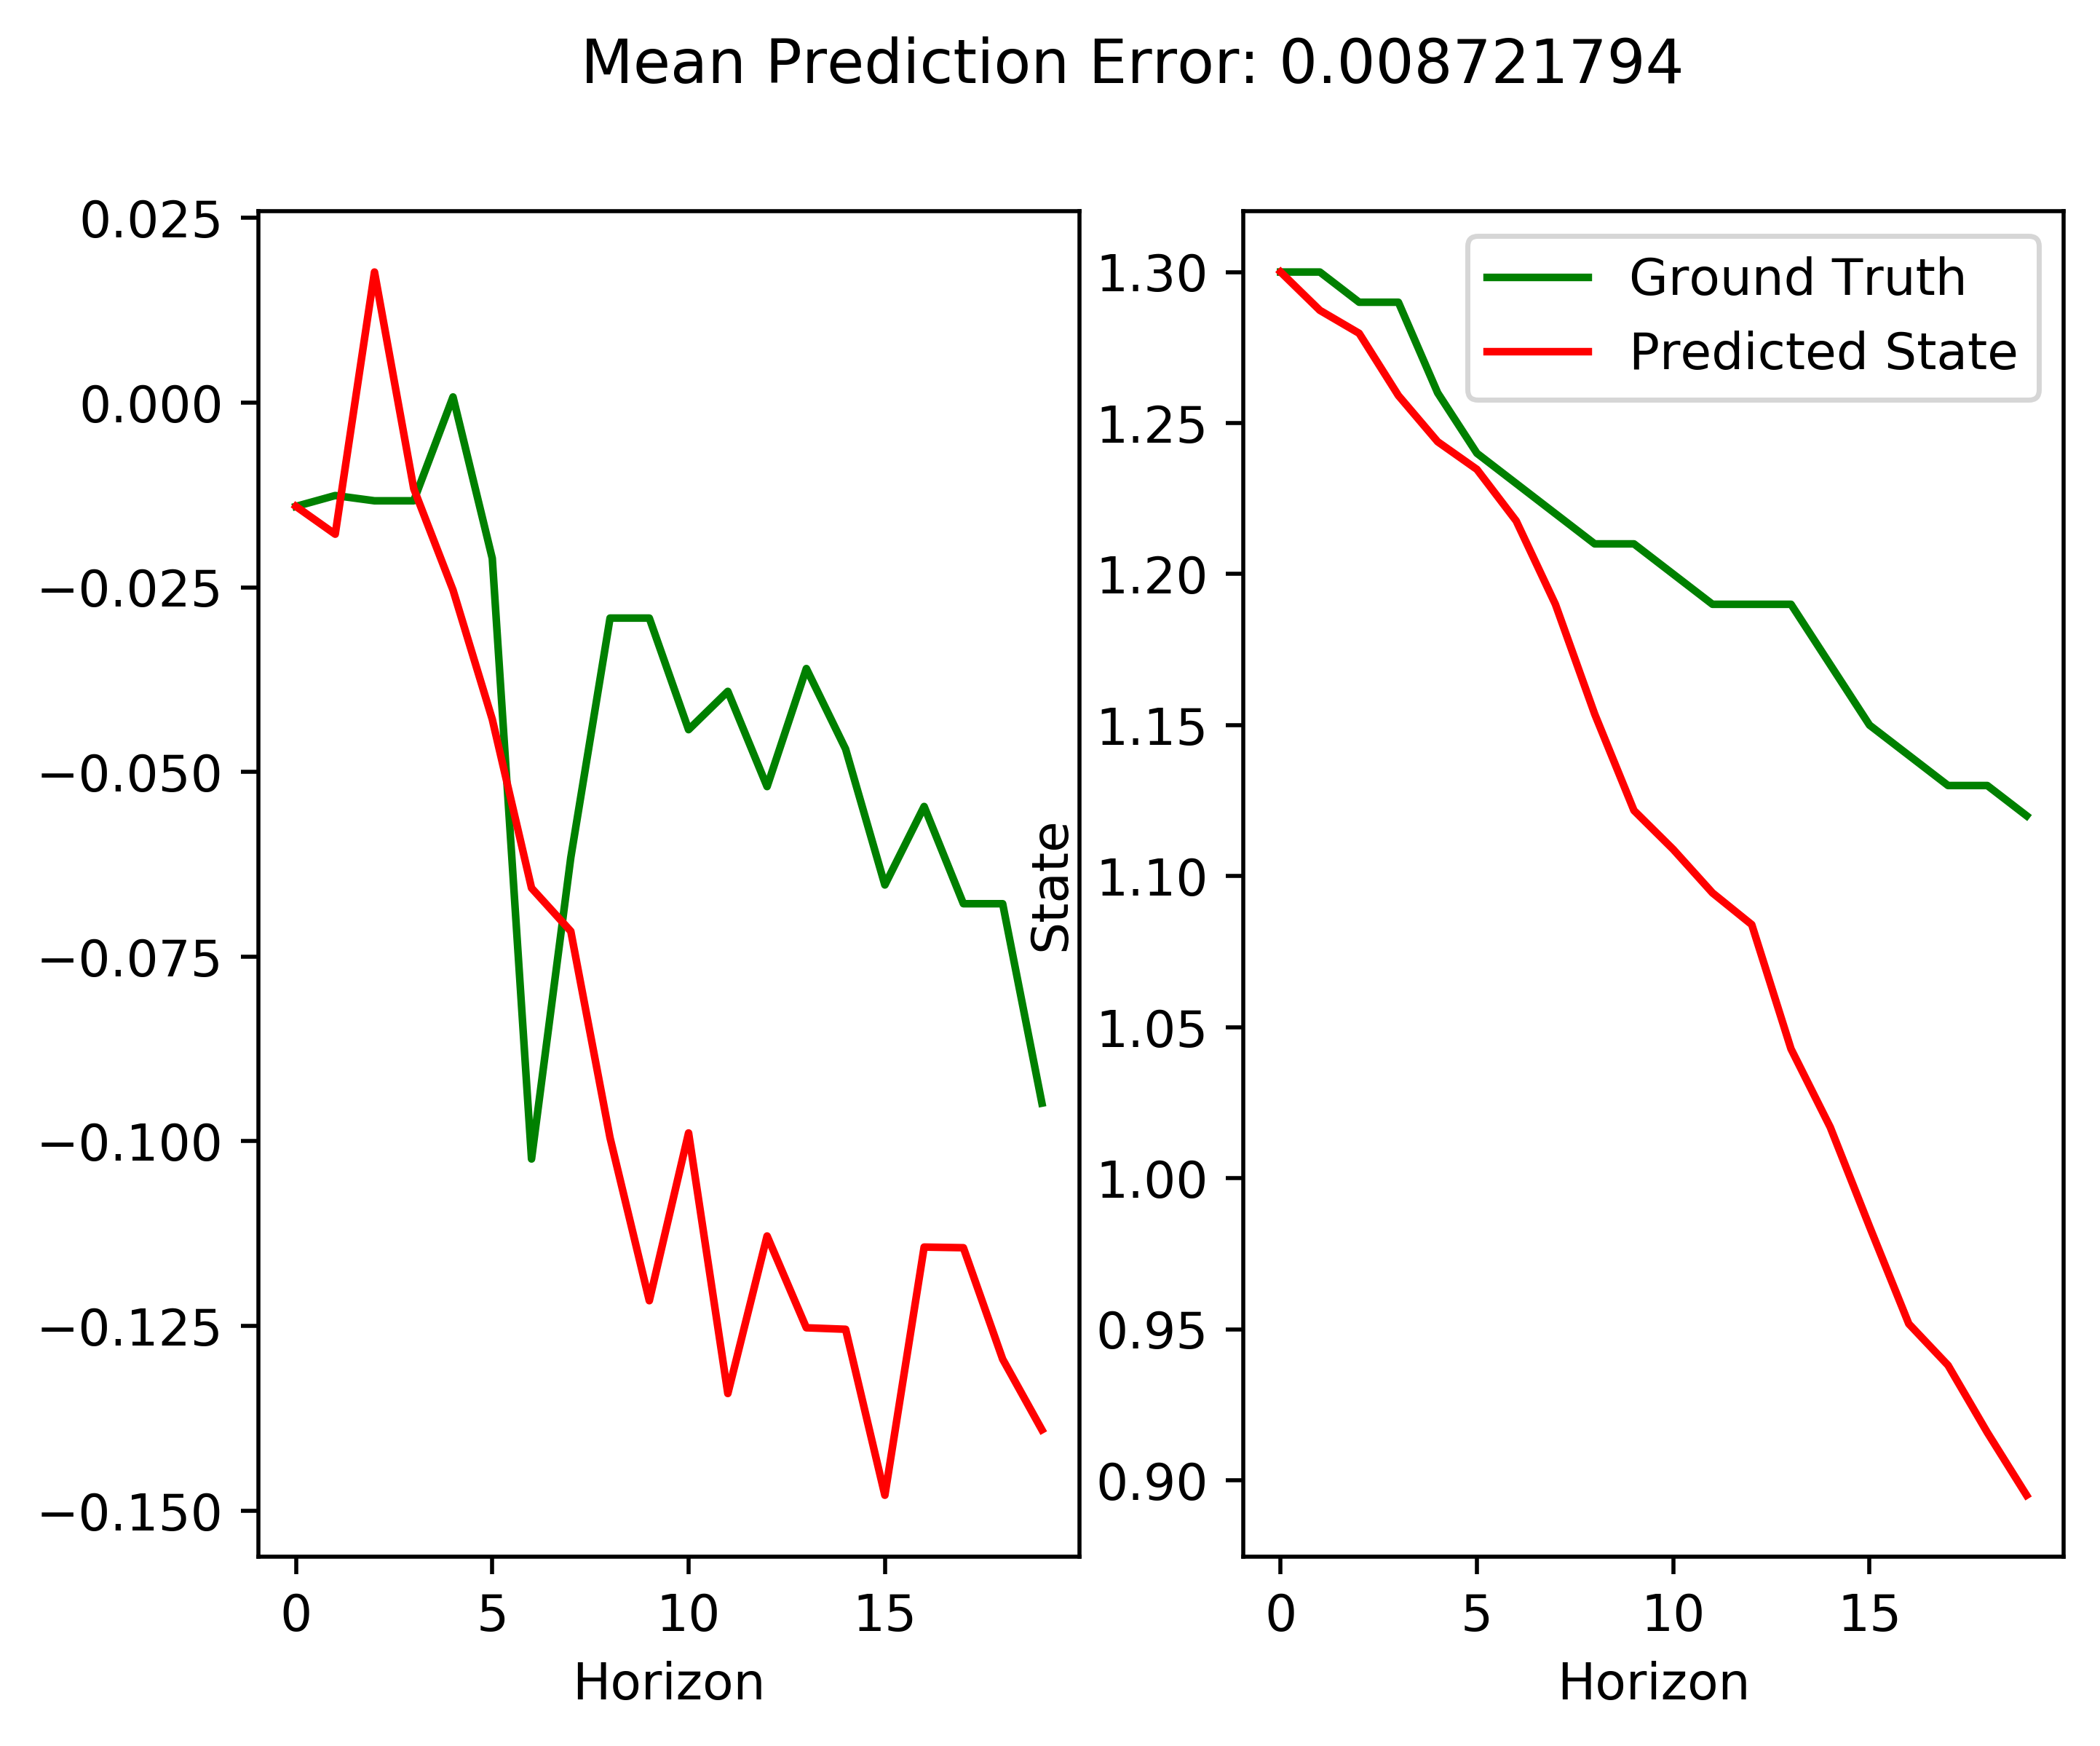 Mean Prediction Error: 0.008721794
0.025
0.000
−0.025
−0.050
−0.075
−0.100
−0.125
−0.150
0 5 10 15
Horizon
State
1.30
1.25
1.20
1.15
1.10
1.05
1.00
0.95
0.90
Ground Truth
Predicted State
0 5 10 15
Horizon